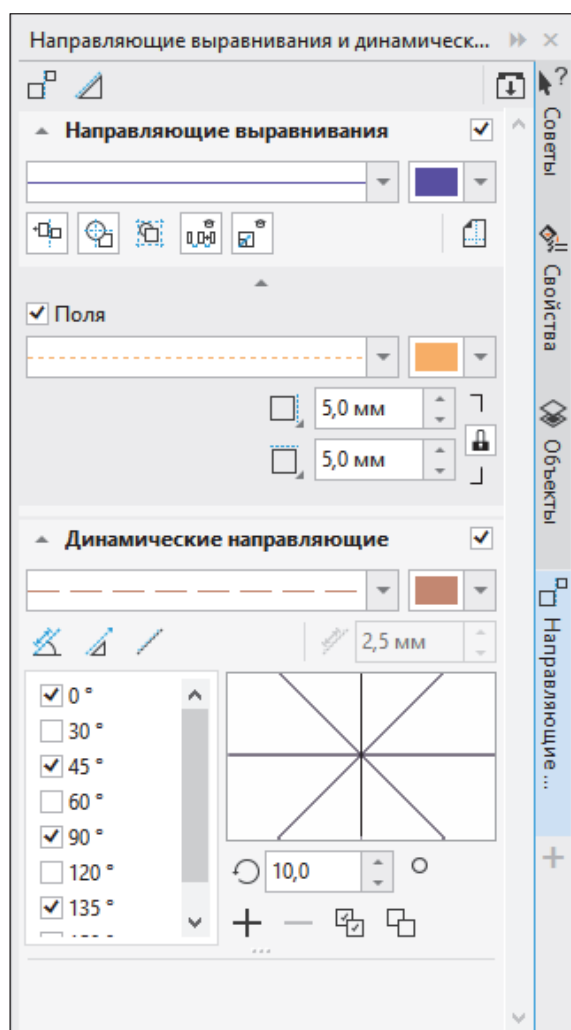 Направляющие выравнивания и динамическ...
Направляющие выравнивания
Поля
5,0 мм
5,0 мм
Динамические направляющие
2,5 мм
0 °
30 °
45 °
60 °
90 °
120 °
135 °
10,0
Советы
Свойства
Объекты
Направляющие ...